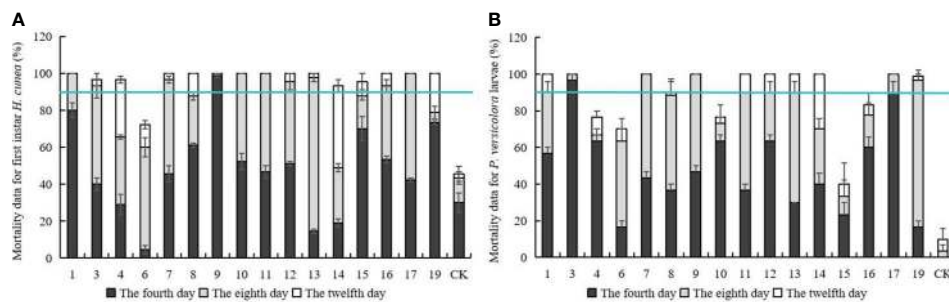 A
Mortality data for first instar H. cunea (%)
120
100
80
60
40
20
0
1 3 4 6 7 8 9 10 11 12 13 14 15 16 17 19 CK
The fourth day The eighth day The twelfth day
B
Mortality data for P. versicolora larvae (%)
120
100
80
60
40
20
0
1 3 4 6 7 8 9 10 11 12 13 14 15 16 17 19 CK
The fourth day The eighth day The twelfth day